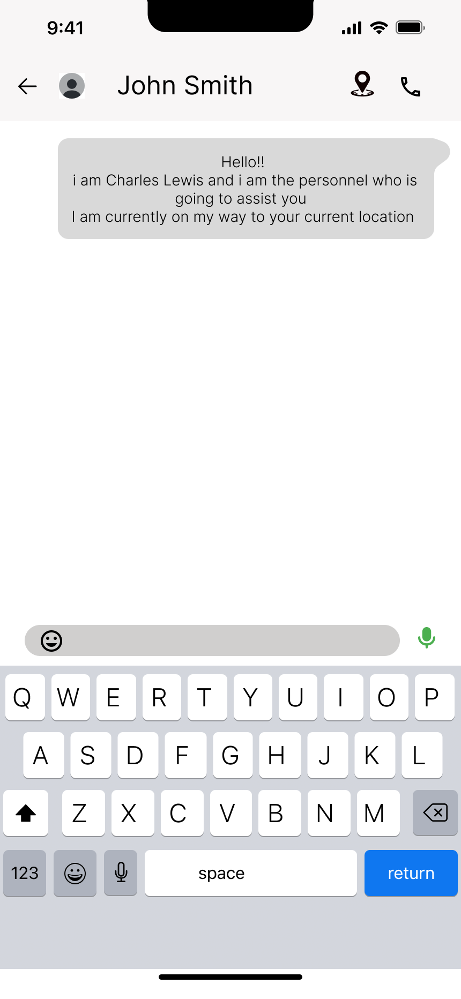 9:41
John Smith
Hello!!
i am Charles Lewis and i am the personnel who is
going to assist you
I am currently on my way to your current location
Q W E R T Y U I O P
A S D F G H J K L
Z X C V B N M
123 space return